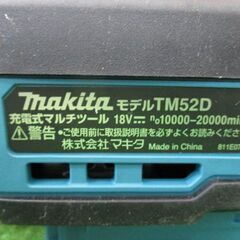 makita モデルTM52D
充電式マルチツール 18V⎓ n₀10000-20000min
⚠警告 •ご使用前に取扱説明書を必ずよくお読みください
株式会社マキタ Made in China 811E07